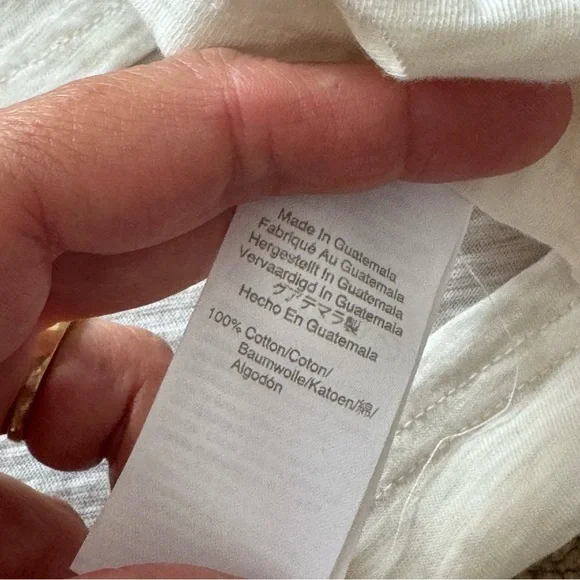 Made In Guatemala
Fabriqué Au Guatemala
Hergestellt In Guatemala
Vervaardigd In Guatemala
グアテマラ製
Hecho En Guatemala
100% Cotton/Coton/
Baumwolle/Katoen/綿/
Algodón